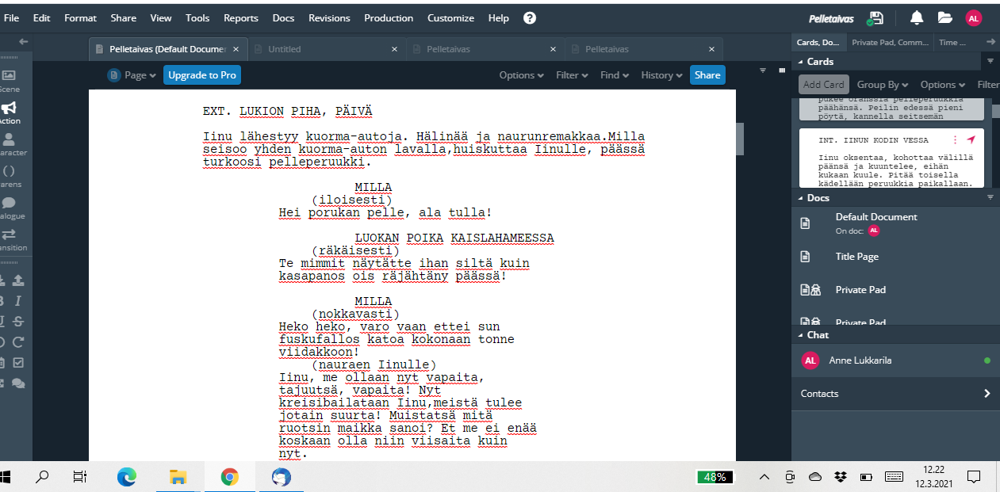 File Edit Format Share View Tools Reports Docs Revisions Production Customize Help ?
Pelletaivas AL
Pelletaivas (Default Documer × Untitled × Pelletaivas × Pelletaivas ×
Cards, Do... Private Pad, Comm... Time ...
Page Upgrade to Pro Options Filter Find History Share
Cards
Add Card Group By Options Filter
Scene
Action
aracter
arens
alogue
ansition
B I
U S
EXT. LUKION PIHA, PÄIVÄ
Iinu lähestyy kuorma-autoja. Hälinää ja naurunremakkaa.Milla
seisoo yhden kuorma-auton lavalla,huiskuttaa Iinulle, päässä
turkoosi pelleperuukki.
MILLA
(iloisesti)
Hei porukan pelle, ala tulla!
LUOKAN POIKA KAISLAHAMEESSA
(räkäisesti)
Te mimmit näytätte ihan siltä kuin
kasapanos ois räjähtäny päässä!
MILLA
(nokkavasti)
Heko heko, varo vaan ettei sun
fuskufallos katoa kokonaan tonne
viidakkoon!
(nauraen Iinulle)
Iinu, me ollaan nyt vapaita,
tajuutsä, vapaita! Nyt
kreisibailataan Iinu,meistä tulee
jotain suurta! Muistatsä mitä
ruotsin maikka sanoi? Et me ei enää
koskaan olla niin viisaita kuin
nyt.
pukee oranssia pelleperuukkia
päähänsä. Peilin edessä pieni
pöytä, kannella seitsemän
INT. IINUN KODIN VESSA
Iinu oksentaa, kohottaa välillä
päänsä ja kuuntelee, eihän
kukaan kuule. Pitää toisella
kädellään peruukkia paikallaan.
Docs
Default Document
On doc: AL
Title Page
Private Pad
Private Pad
Chat
AL Anne Lukkarila
Contacts
48%
12.22
12.3.2021